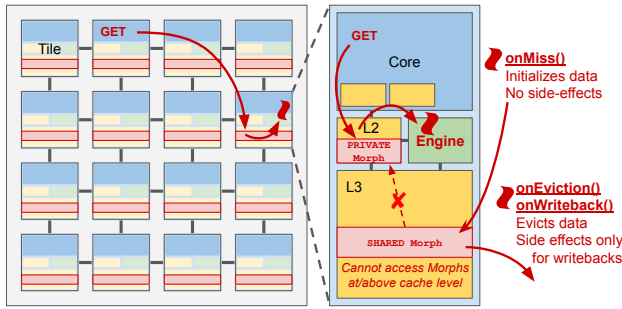 Tile
GET
GET
Core
L2
PRIVATE
Morph
Engine
L3
SHARED Morph
Cannot access Morphs
at/above cache level
onMiss()
Initializes data
No side-effects
onEviction()
onWriteback()
Evicts data
Side effects only
for writebacks